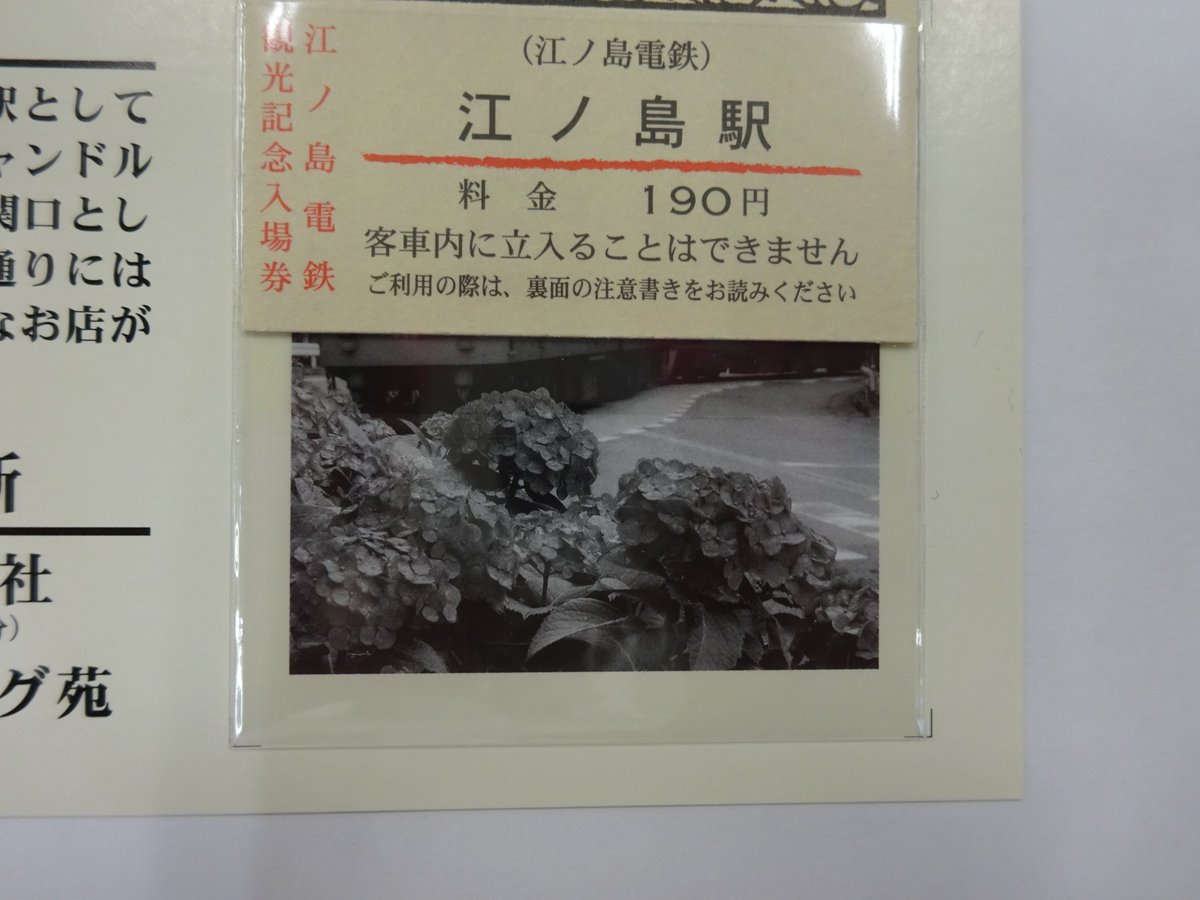 駅として
ャンドル
関口とし
通りには
なお店が
所
社
分)
グ苑
江ノ島電鉄
観光記念入場券
(江ノ島電鉄)
江ノ島駅
料金 190円
客車内に立入ることはできません
ご利用の際は、裏面の注意書きをお読みください